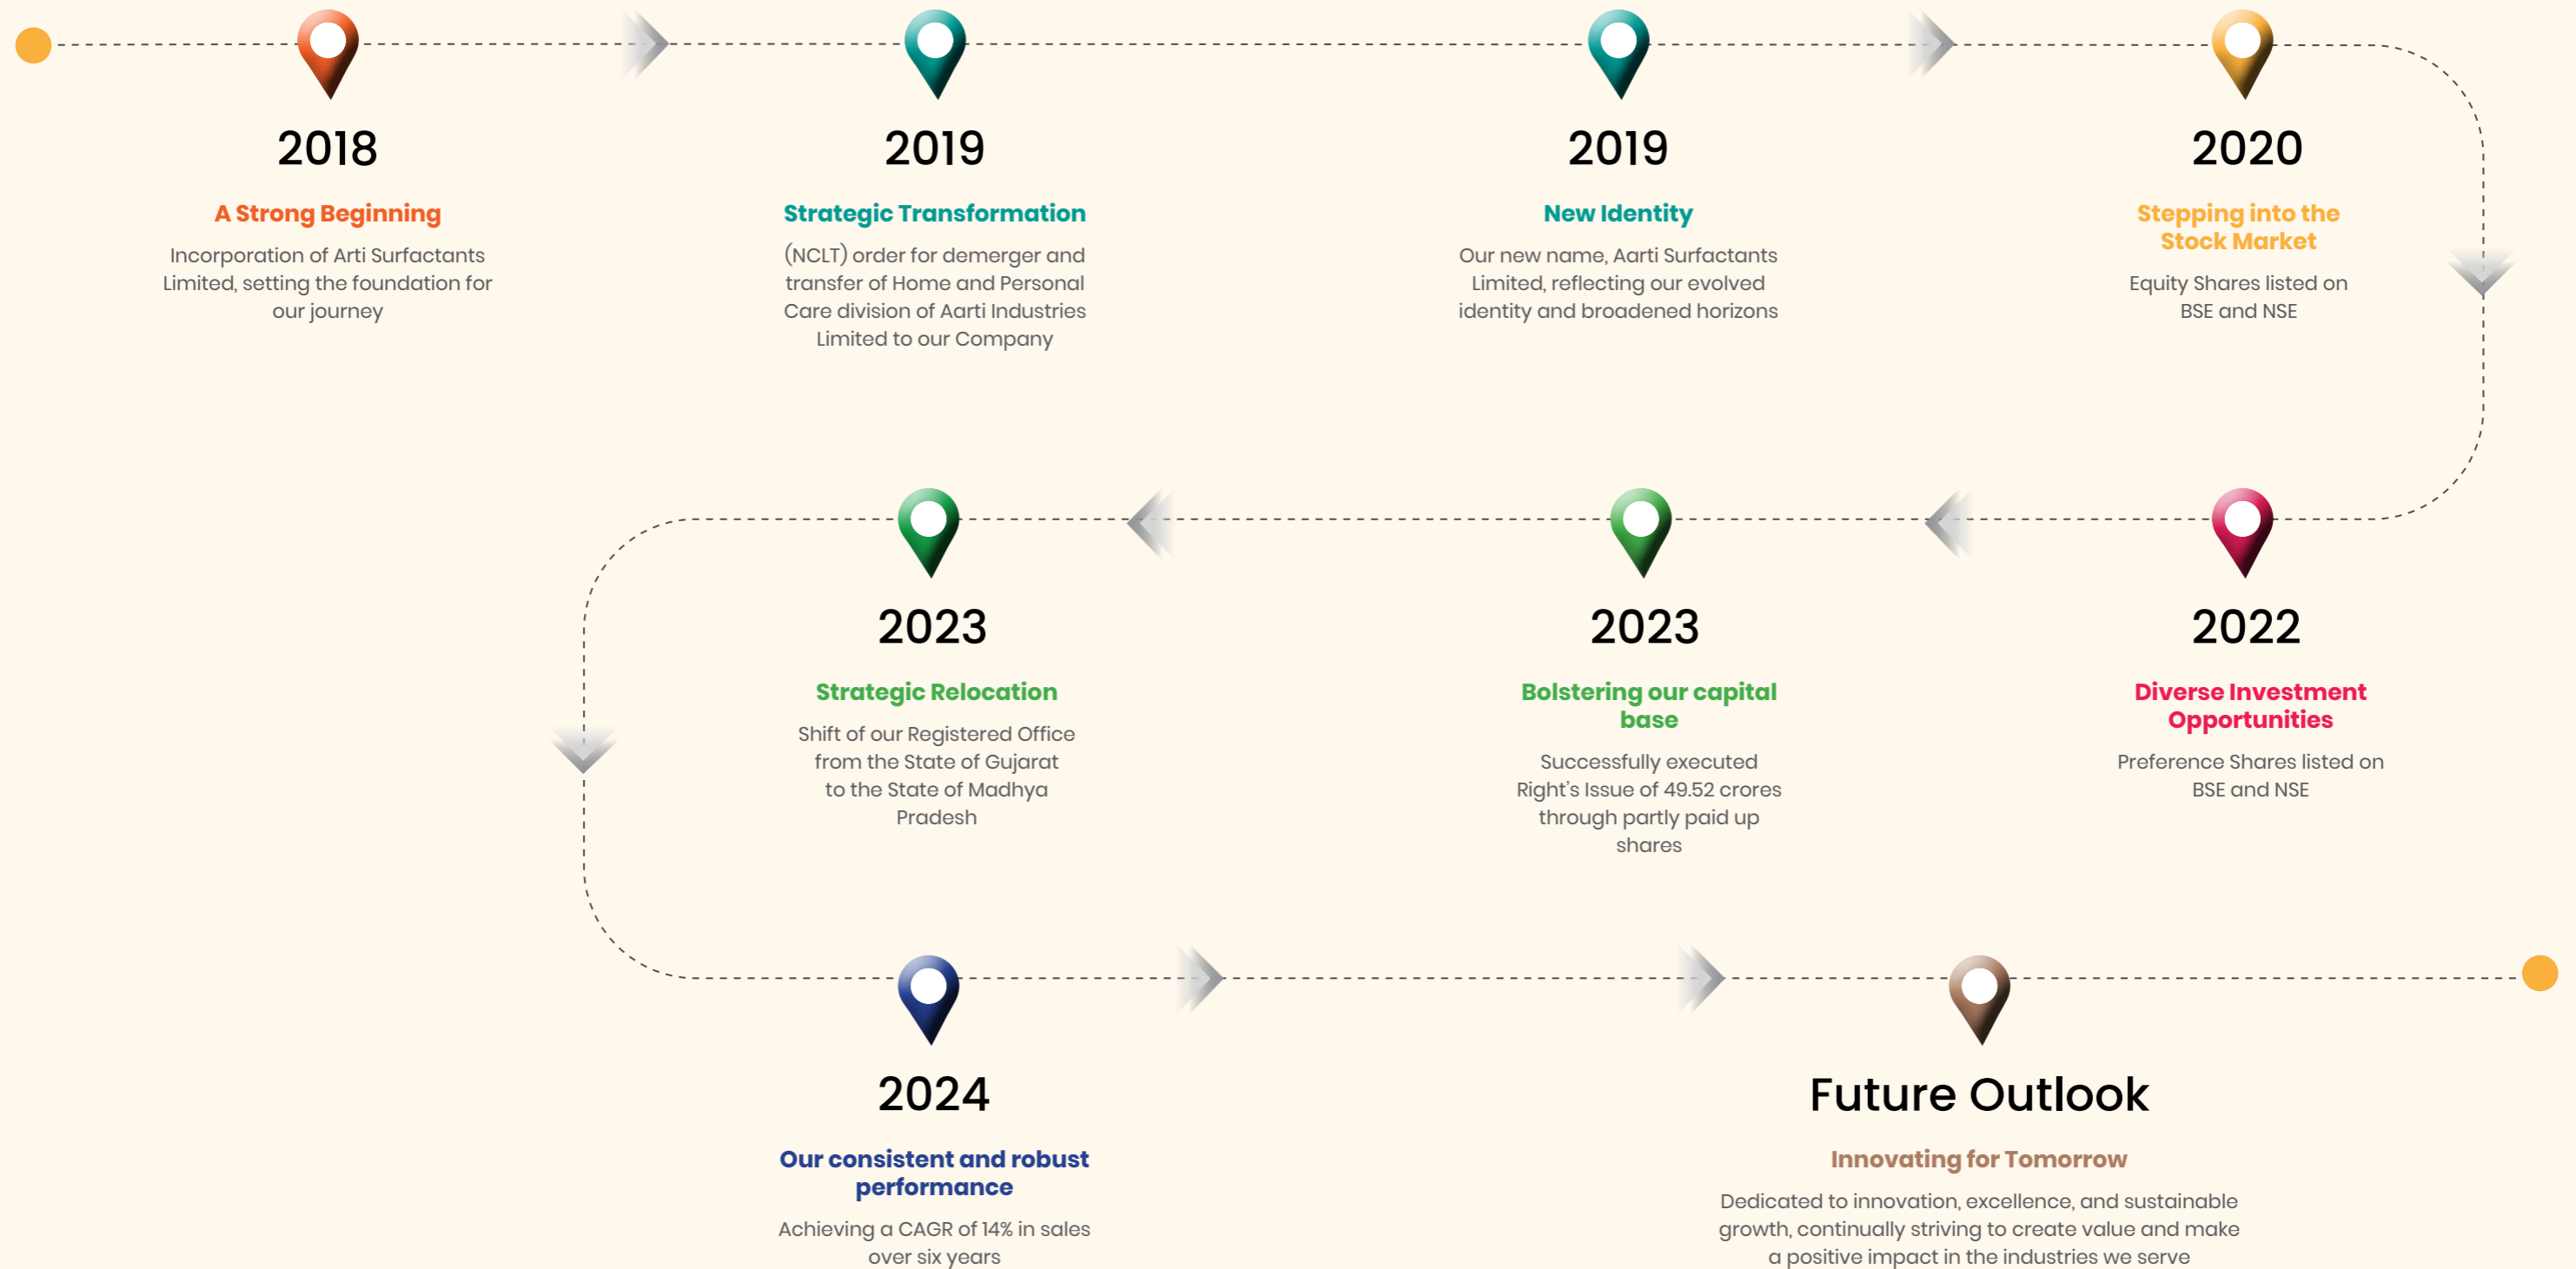 2018
A Strong Beginning
Incorporation of Arti Surfactants
Limited, setting the foundation for
our journey
2019
Strategic Transformation
(NCLT) order for demerger and
transfer of Home and Personal
Care division of Aarti Industries
Limited to our Company
2019
New Identity
Our new name, Aarti Surfactants
Limited, reflecting our evolved
identity and broadened horizons
2020
Stepping into the
Stock Market
Equity Shares listed on
BSE and NSE
2022
Diverse Investment
Opportunities
Preference Shares listed on
BSE and NSE
2023
Bolstering our capital
base
Successfully executed
Right's Issue of 49.52 crores
through partly paid up
shares
2023
Strategic Relocation
Shift of our Registered Office
from the State of Gujarat
to the State of Madhya
Pradesh
2024
Our consistent and robust
performance
Achieving a CAGR of 14% in sales
over six years
Future Outlook
Innovating for Tomorrow
Dedicated to innovation, excellence, and sustainable
growth, continually striving to create value and make
a positive impact in the industries we serve